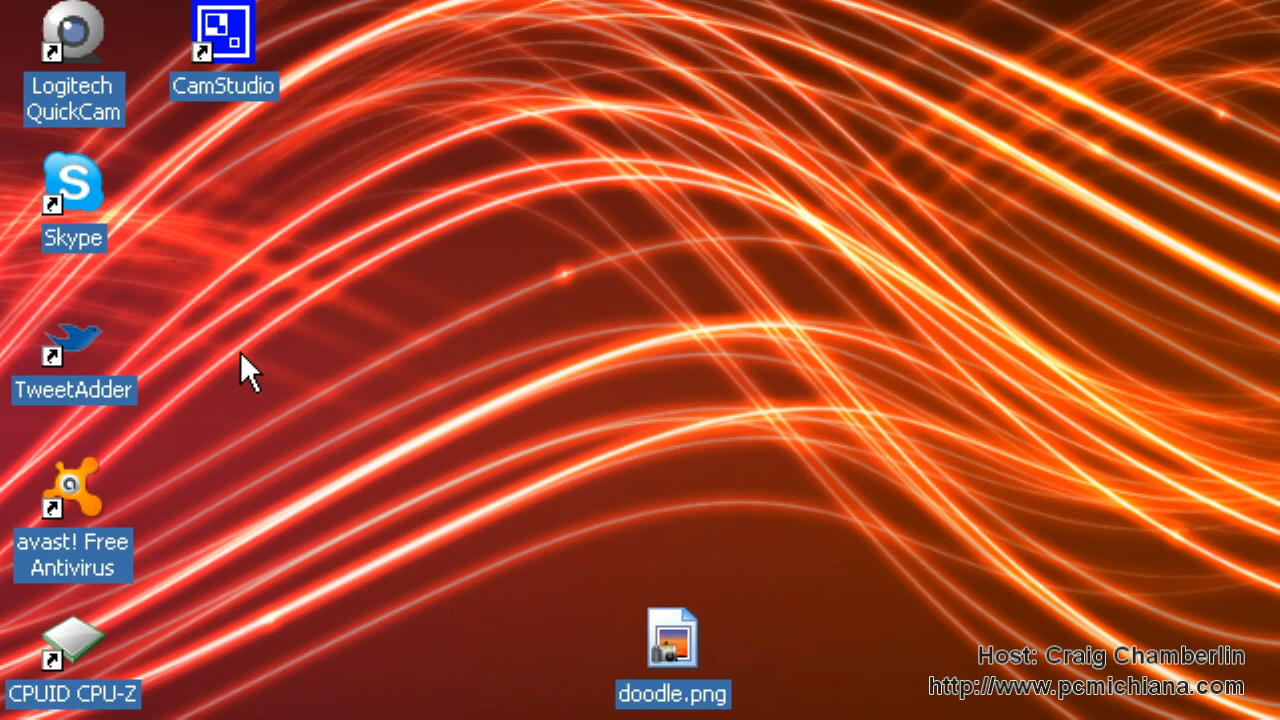 Logitech
QuickCam
CamStudio
Skype
TweetAdder
avast! Free
Antivirus
CPUID CPU-Z
doodle.png
Host: Craig Chamberlin
http://www.pcmichiana.com